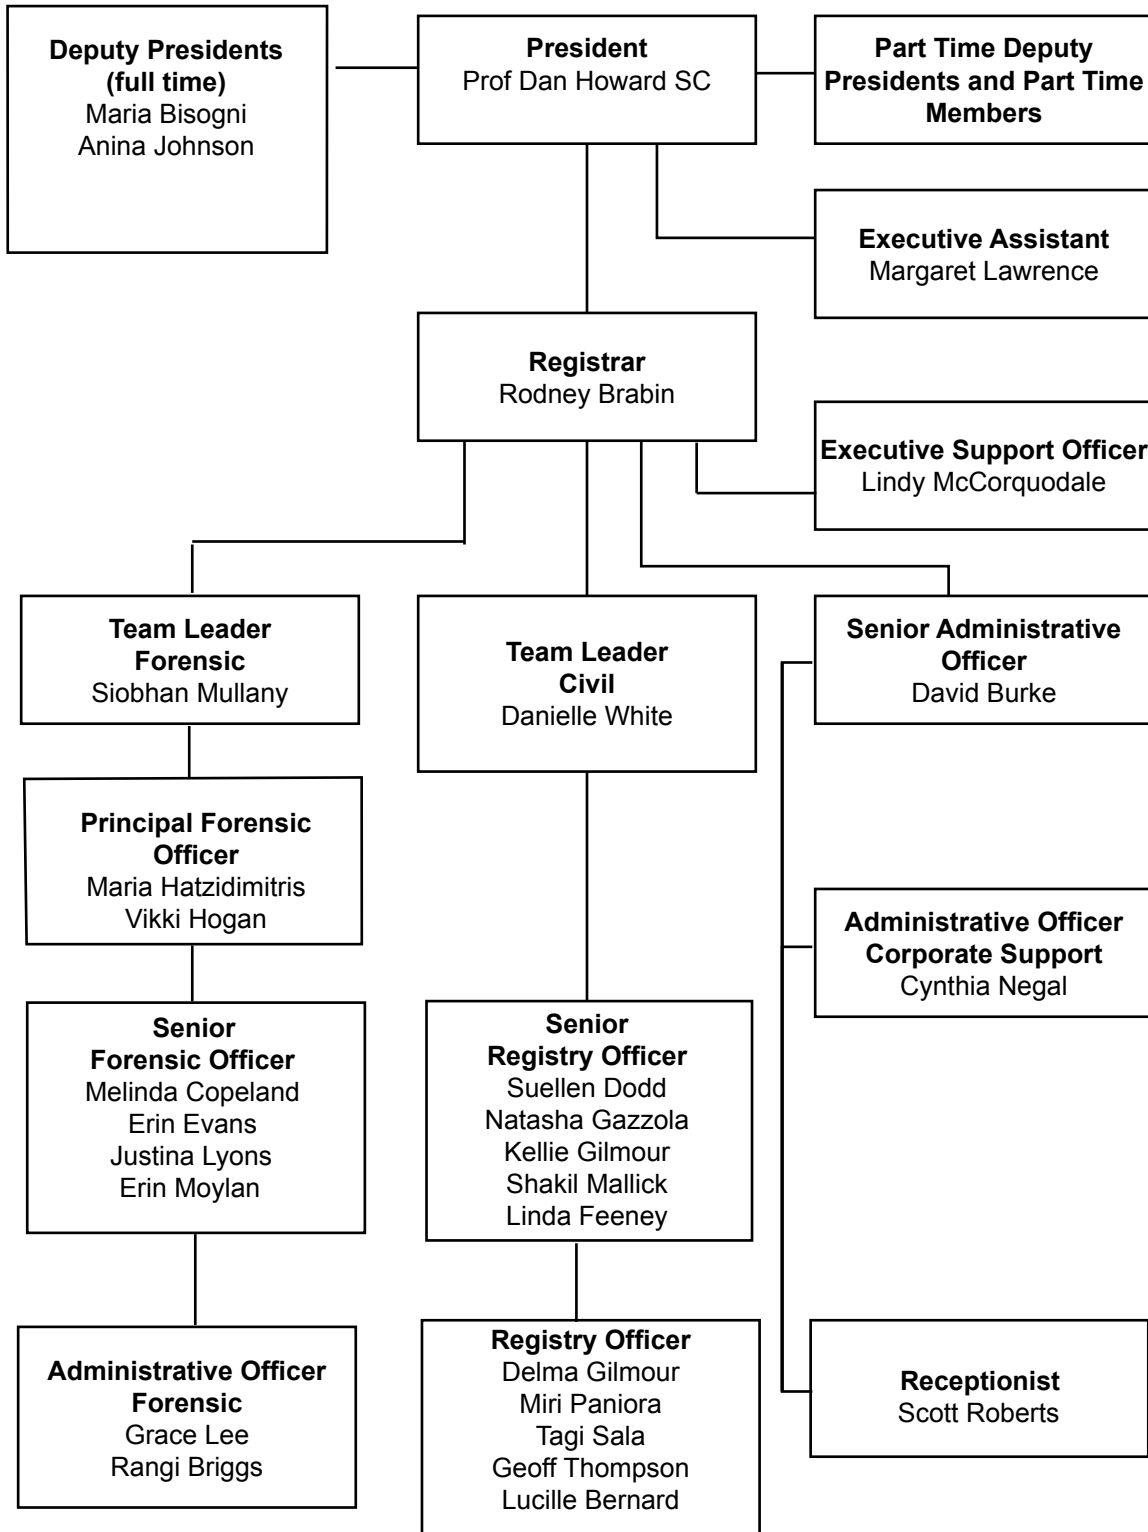 Deputy Presidents
(full time)
Maria Bisogni
Anina Johnson
President
Prof Dan Howard SC
Part Time Deputy
Presidents and Part Time
Members
Executive Assistant
Margaret Lawrence
Registrar
Rodney Brabin
Executive Support Officer
Lindy McCorquodale
Team Leader
Forensic
Siobhan Mullany
Team Leader
Civil
Danielle White
Senior Administrative
Officer
David Burke
Principal Forensic
Officer
Maria Hatzidimitris
Vikki Hogan
Administrative Officer
Corporate Support
Cynthia Negal
Senior
Forensic Officer
Melinda Copeland
Erin Evans
Justina Lyons
Erin Moylan
Senior
Registry Officer
Suellen Dodd
Natasha Gazzola
Kellie Gilmour
Shakil Mallick
Linda Feeney
Administrative Officer
Forensic
Grace Lee
Rangi Briggs
Registry Officer
Delma Gilmour
Miri Paniora
Tagi Sala
Geoff Thompson
Lucille Bernard
Receptionist
Scott Roberts